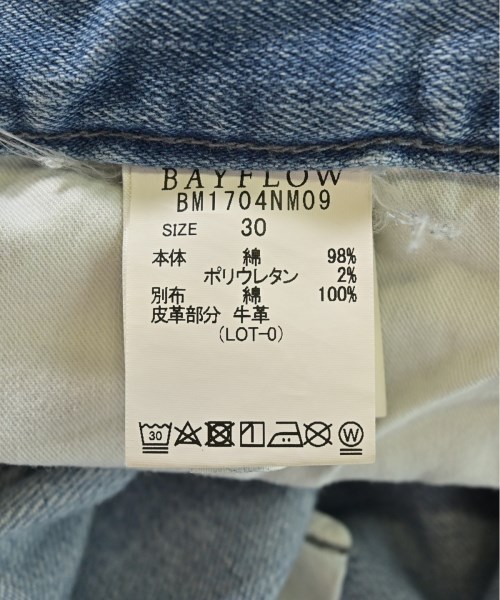 BAYFLOW
BM1704NM09
SIZE 30
本体 綿 98%
ポリウレタン 2%
別布 綿 100%
皮革部分 牛革
(LOT-0)
30 W